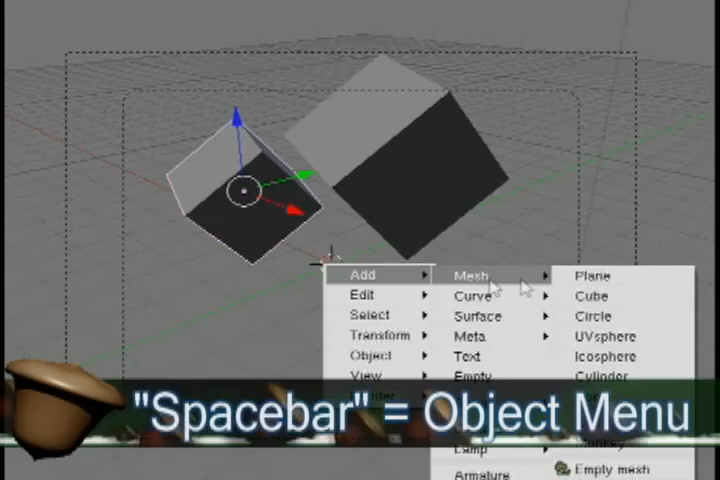 Add
Edit
Select
Transform
Object
View
Mesh
Curve
Surface
Meta
Text
Empty
Lamp
Armature
Plane
Cube
Circle
UVsphere
Icosphere
Cylinder
Monkey
Empty mesh
"Spacebar" = Object Menu